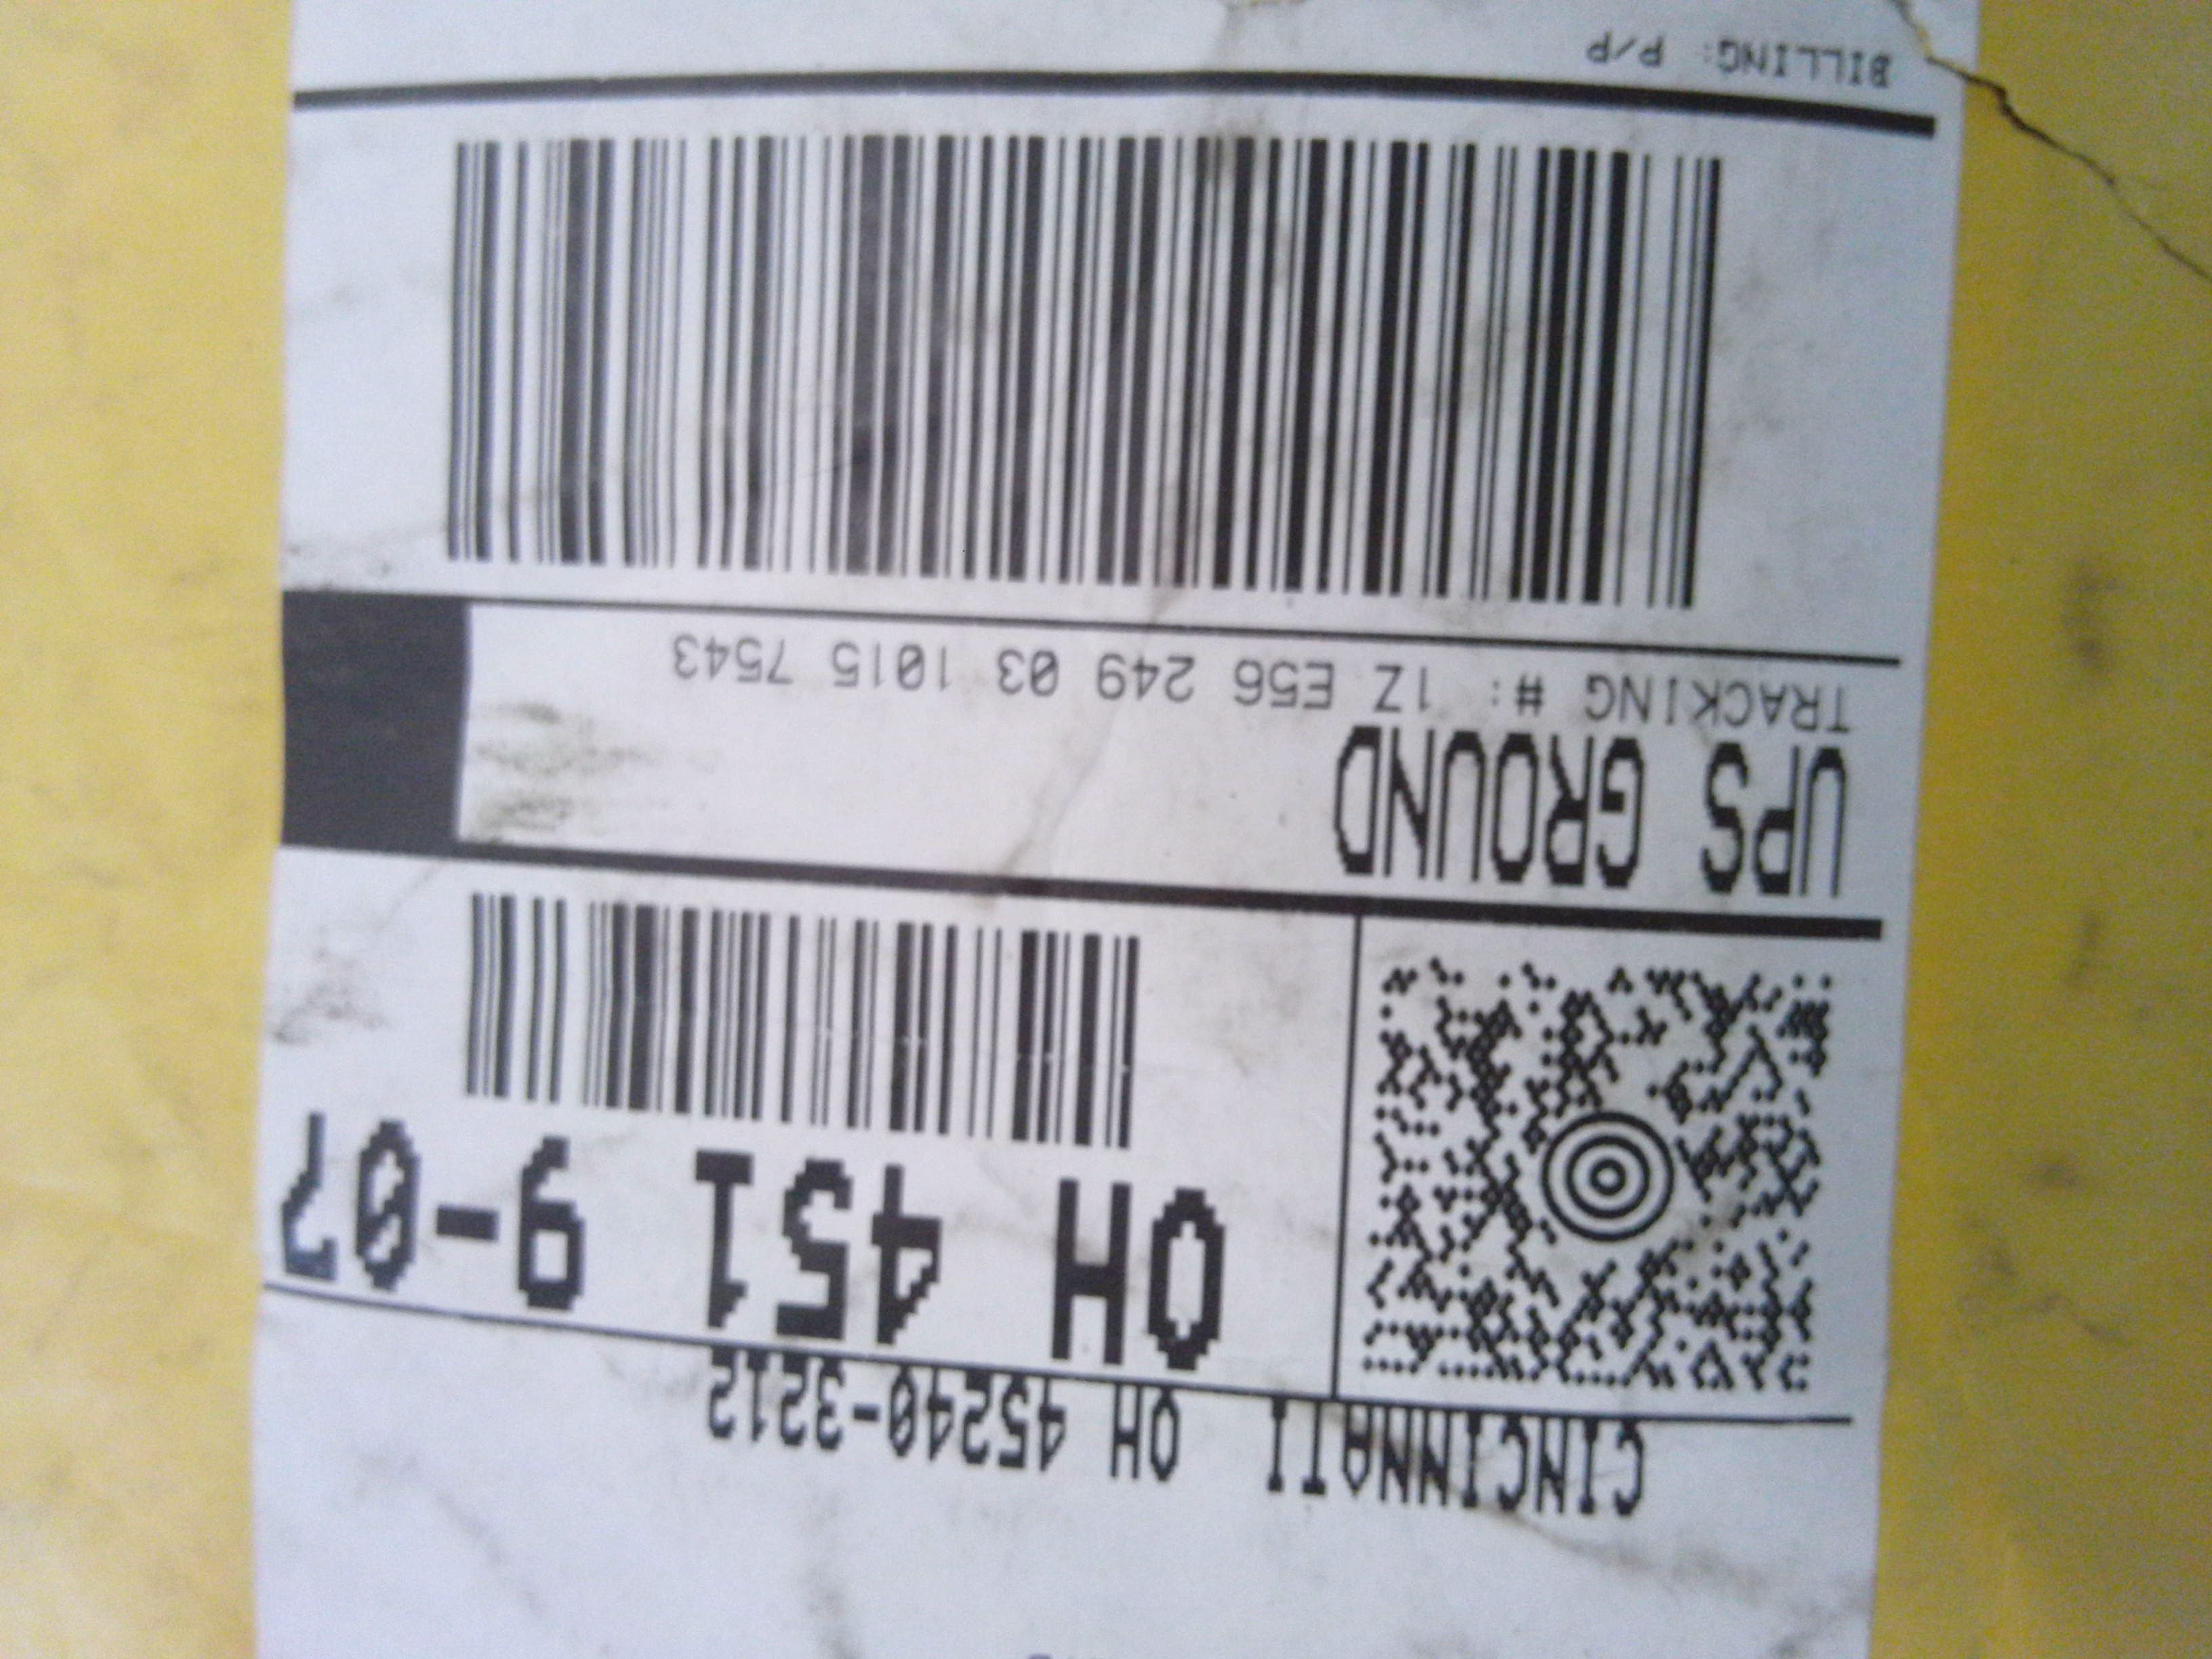 CINCINNATI OH 45240-3212
OH 451 9-07
UPS GROUND
TRACKING #: 1Z E56 249 03 1015 7543
BILLING: P/P